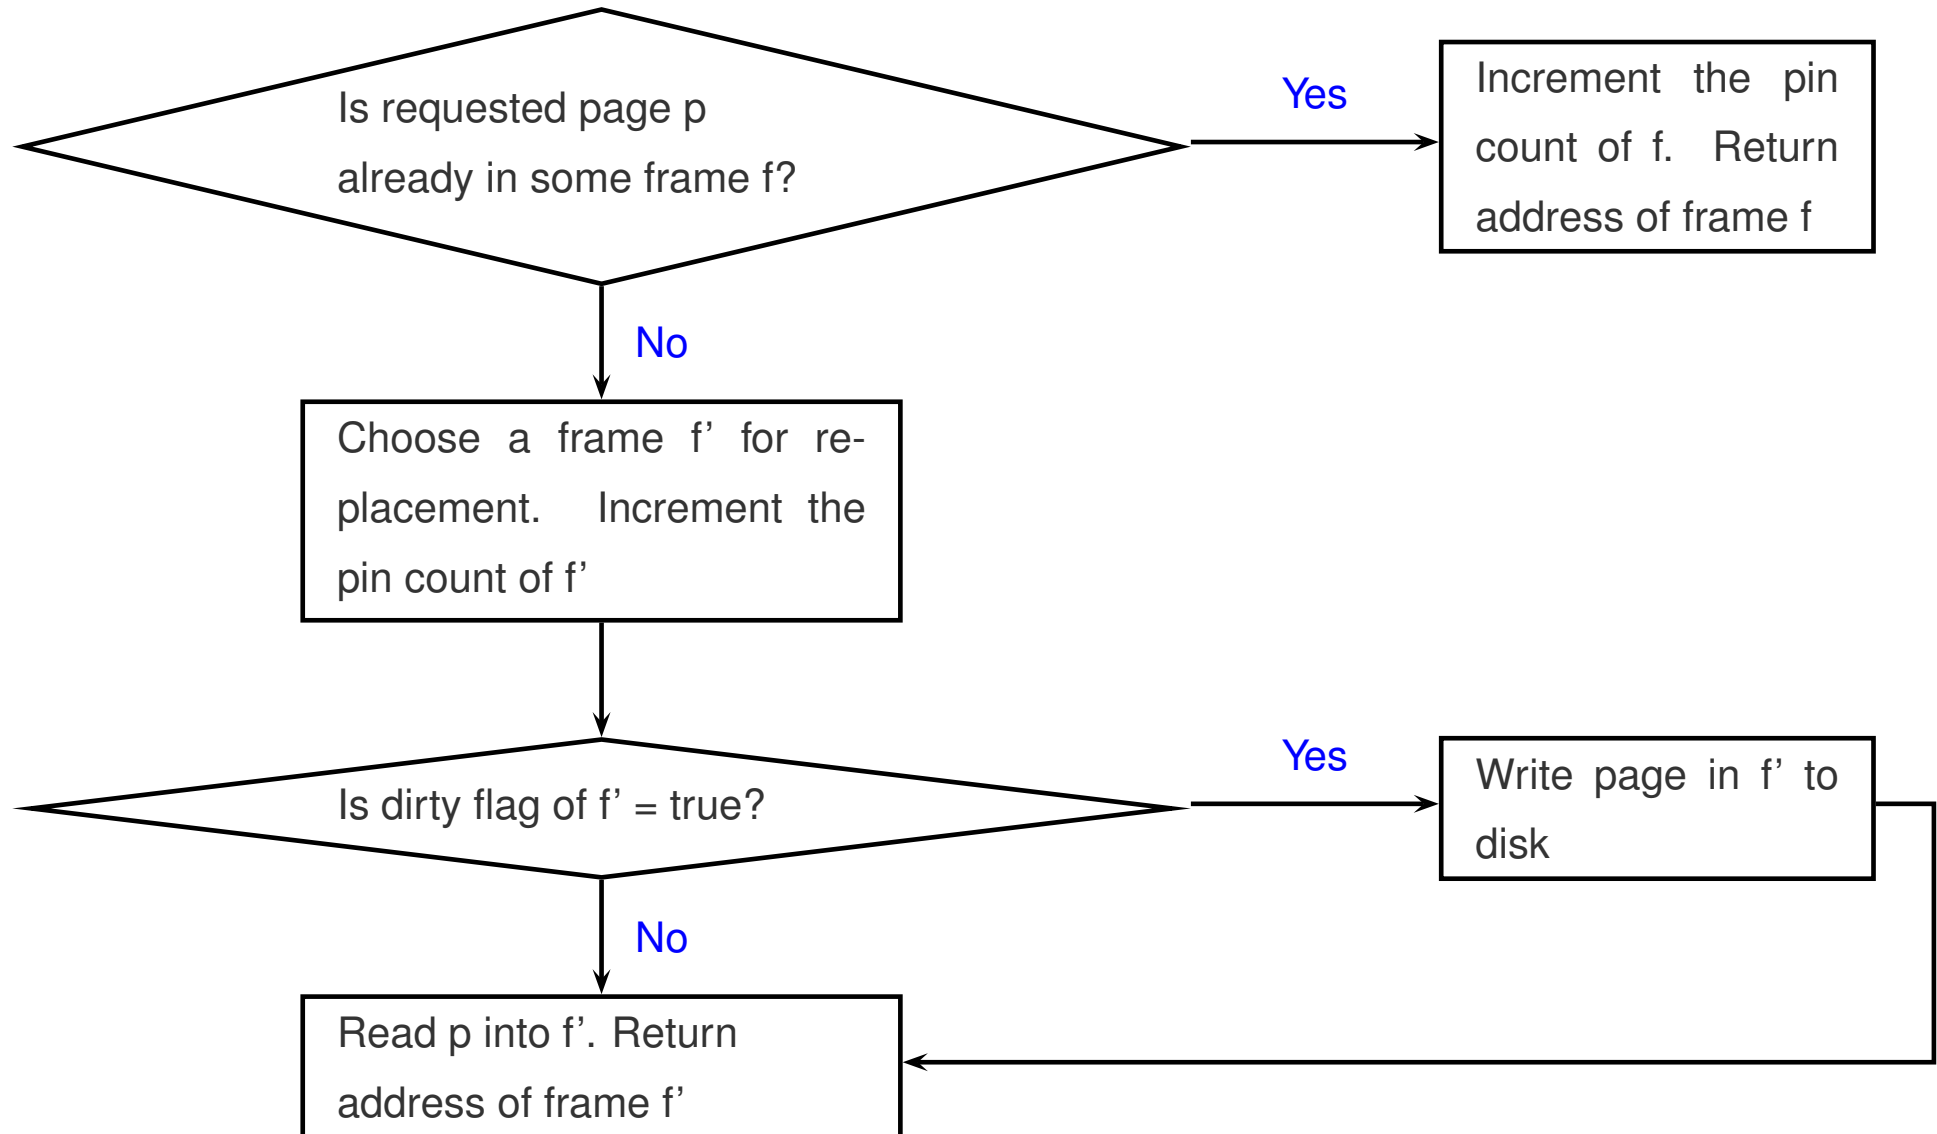 Is requested page p
already in some frame f?
Yes
Increment the pin
count of f. Return
address of frame f
No
Choose a frame f’ for re-
placement. Increment the
pin count of f’
Is dirty flag of f’ = true?
Yes
Write page in f’ to
disk
No
Read p into f’. Return
address of frame f’